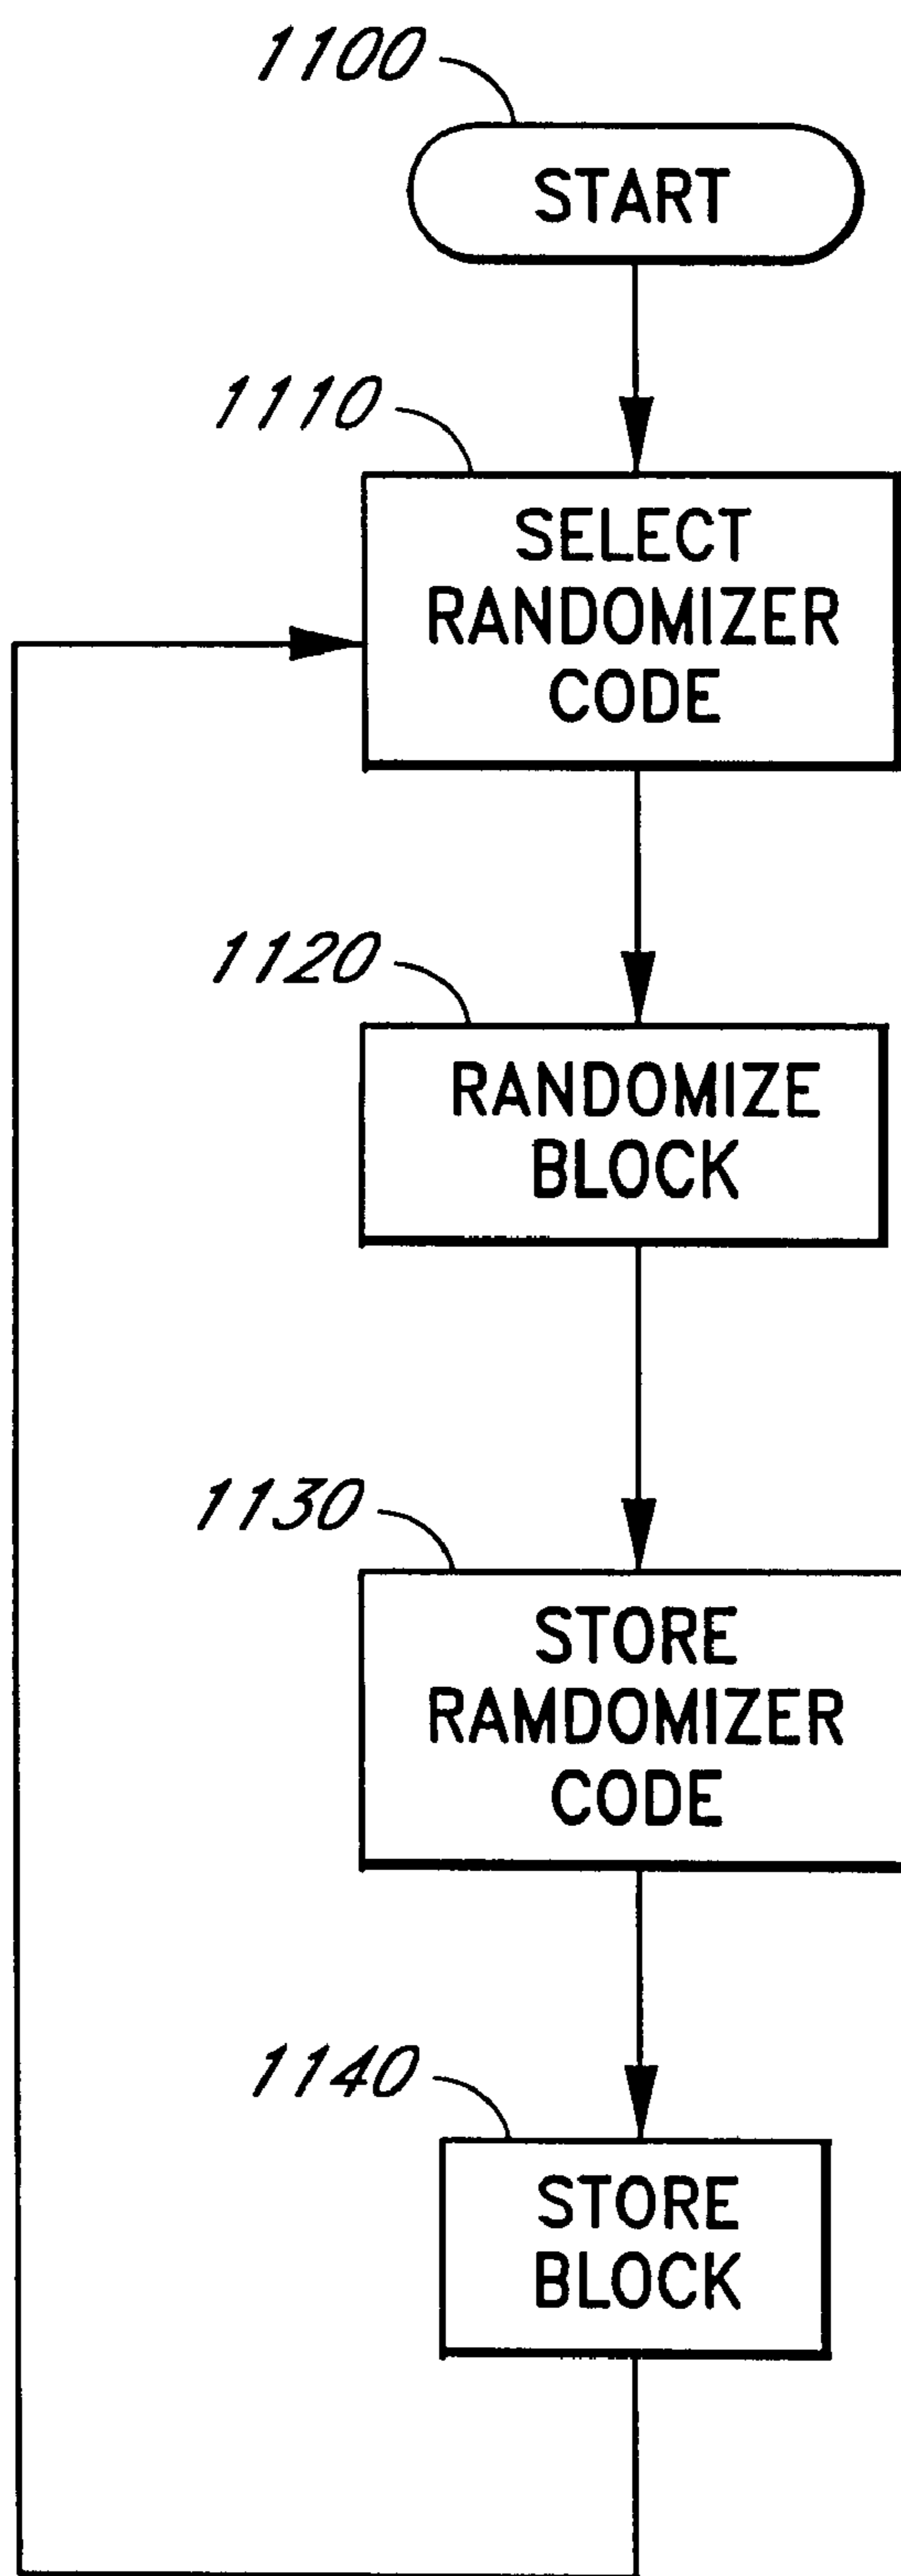 1100
START
1110
SELECT
RANDOMIZER
CODE
1120
RANDOMIZE
BLOCK
1130
STORE
RAMDOMIZER
CODE
1140
STORE
BLOCK